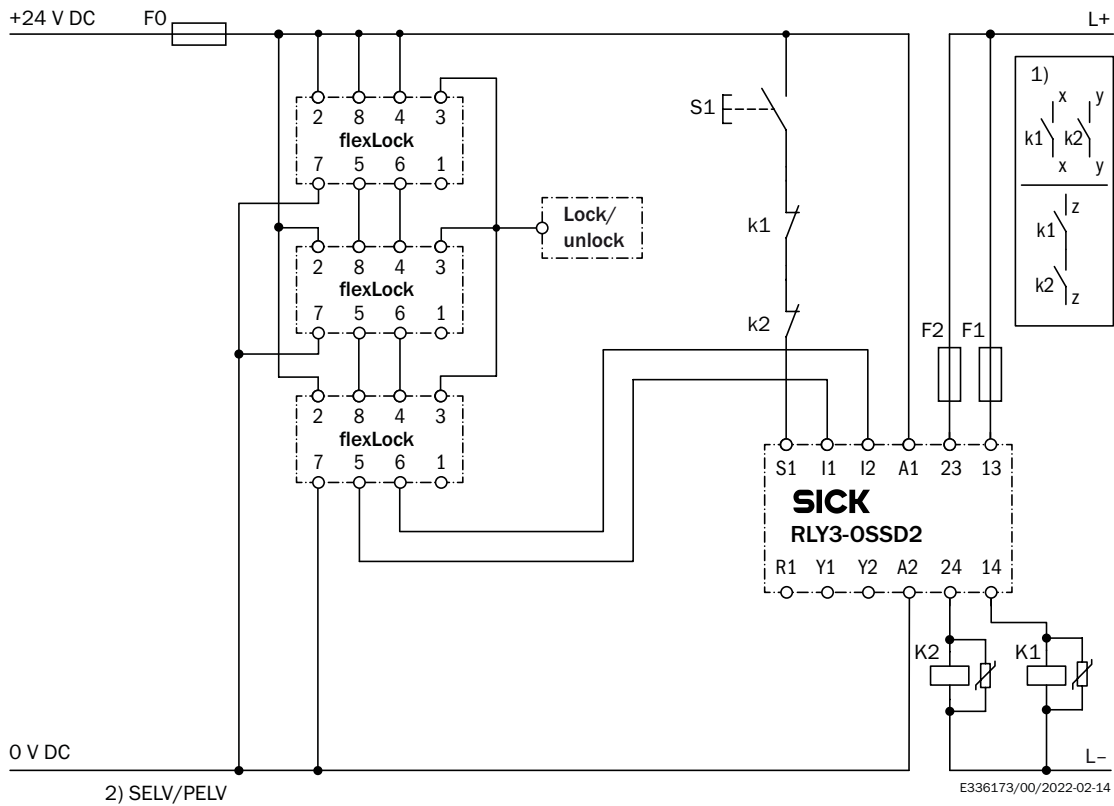 +24 V DC F0 L+
1)
x y
k1 k2
x y
z
k1
k2 z
2 8 4 3
flexLock
7 5 6 1
S1
Lock/
unlock
2 8 4 3
flexLock
7 5 6 1
k1
k2
F2 F1
2 8 4 3
flexLock
7 5 6 1
S1 I1 I2 A1 23 13
SICK
RLY3-OSSD2
R1 Y1 Y2 A2 24 14
K2 K1
0 V DC L–
2) SELV/PELV
E336173/00/2022-02-14